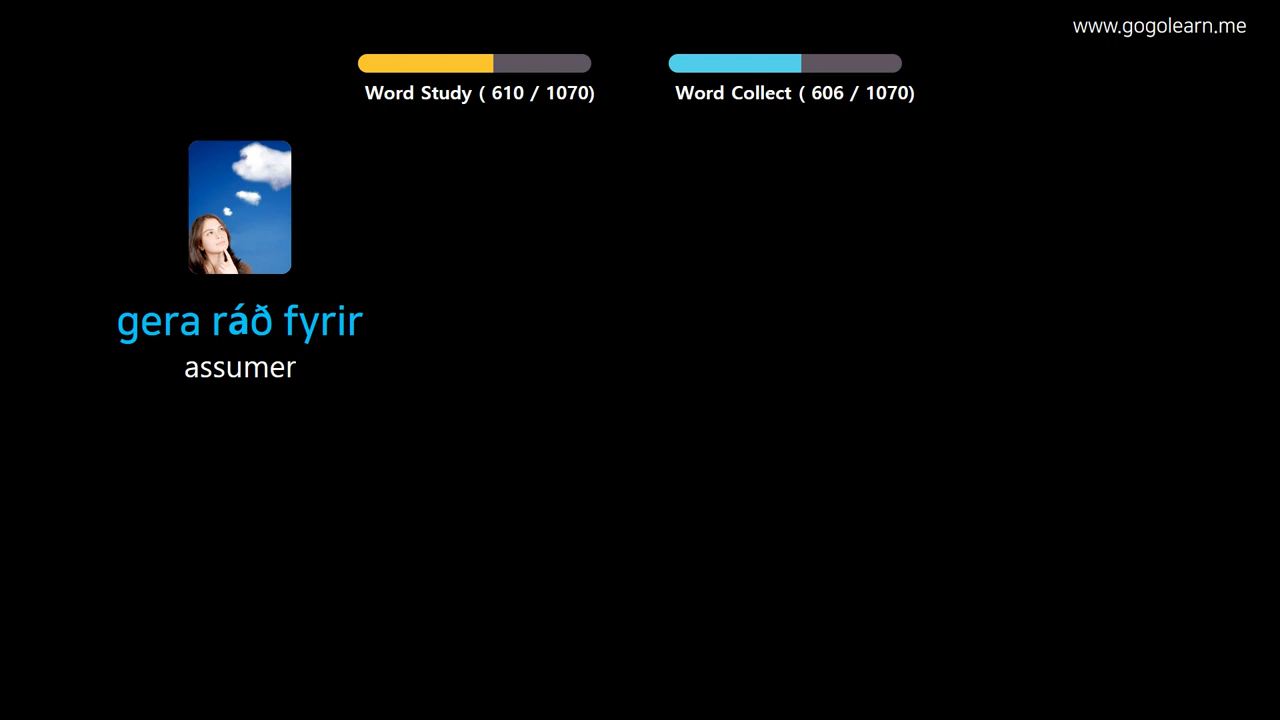 www.gogolearn.me
Word Study ( 610 / 1070)
Word Collect ( 606 / 1070)
gera ráð fyrir
assumer